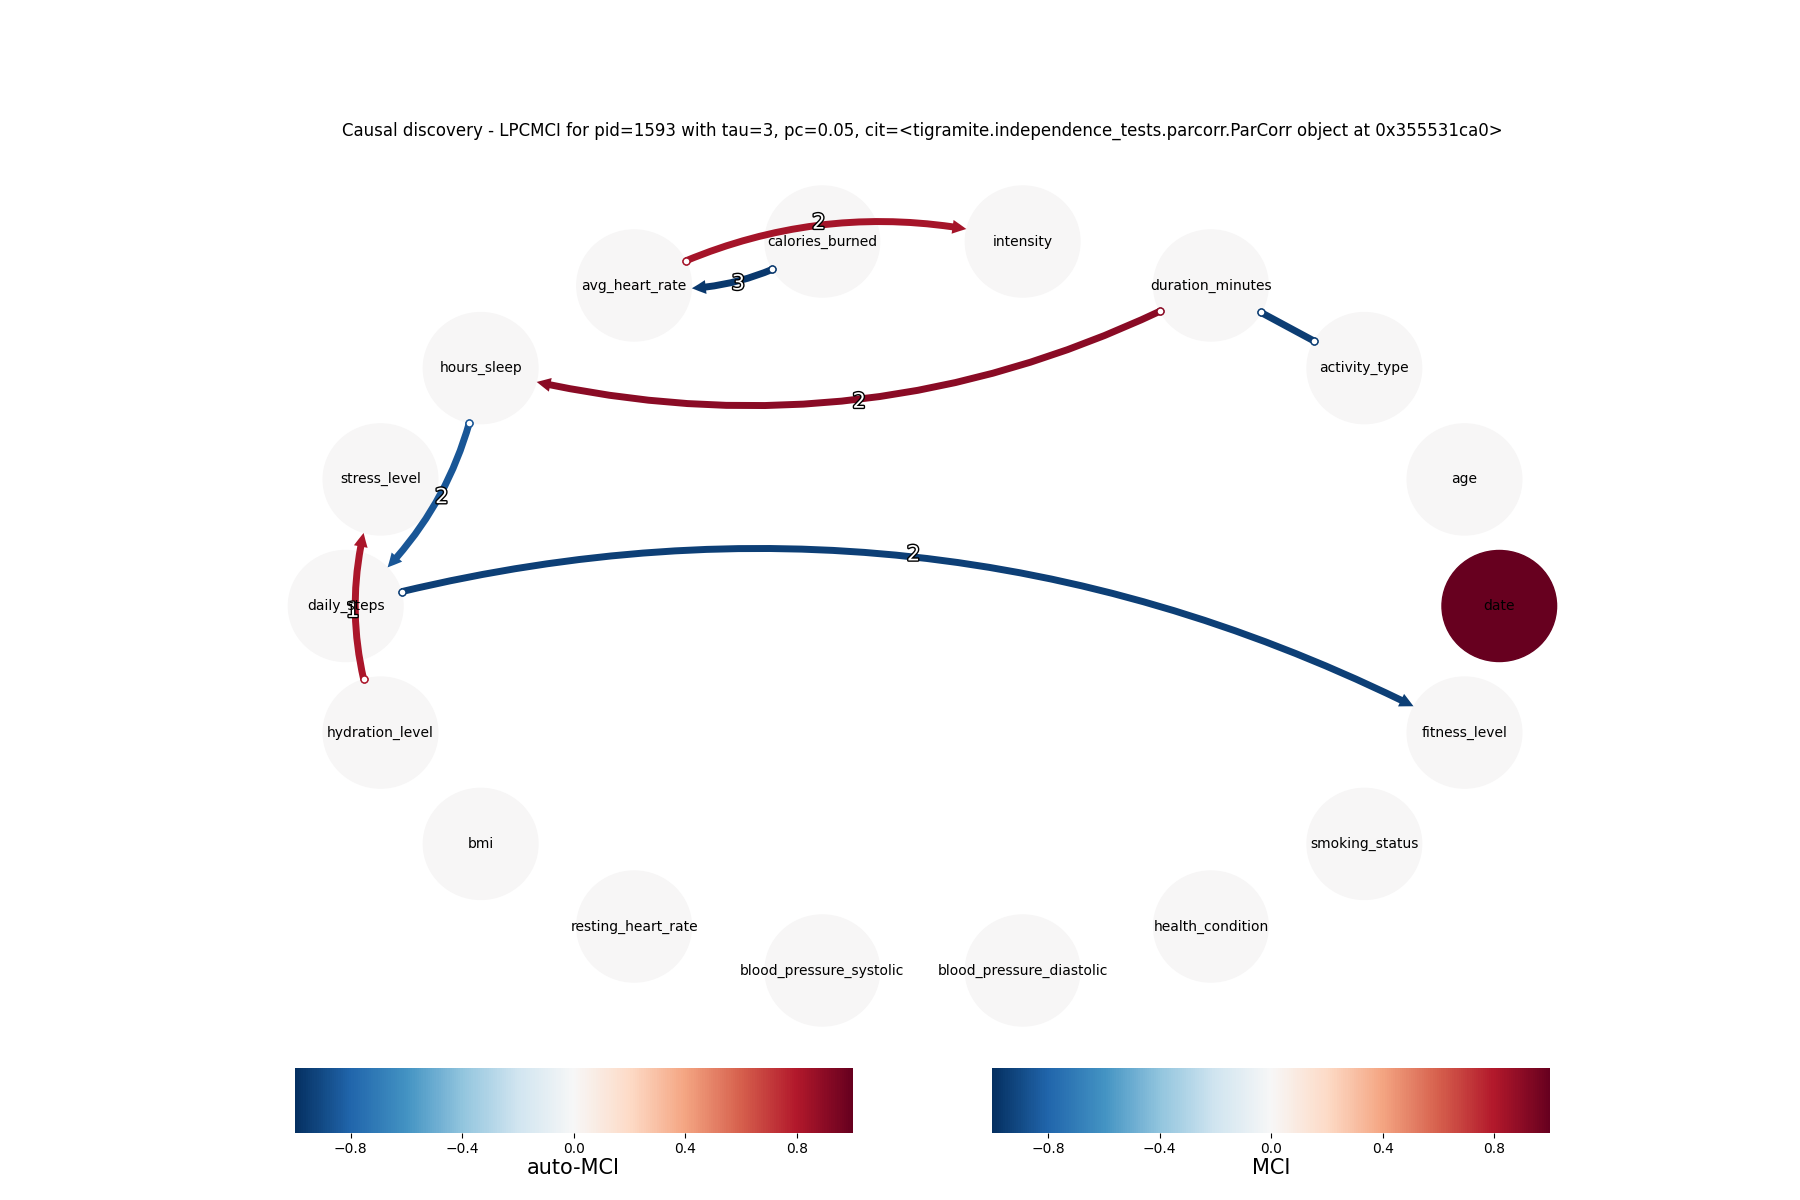 Causal discovery - LPCMCI for pid=1593 with tau=3, pc=0.05, cit=<tigramite.independence_tests.parcorr.ParCorr object at 0x355531ca0>
2
calories_burned
intensity
avg_heart_rate
3
duration_minutes
hours_sleep
activity_type
2
stress_level
2
age
2
daily_steps
1
date
hydration_level
fitness_level
bmi
smoking_status
resting_heart_rate
health_condition
blood_pressure_systolic
blood_pressure_diastolic
−0.8 −0.4 0.0 0.4 0.8
auto-MCI
−0.8 −0.4 0.0 0.4 0.8
MCI